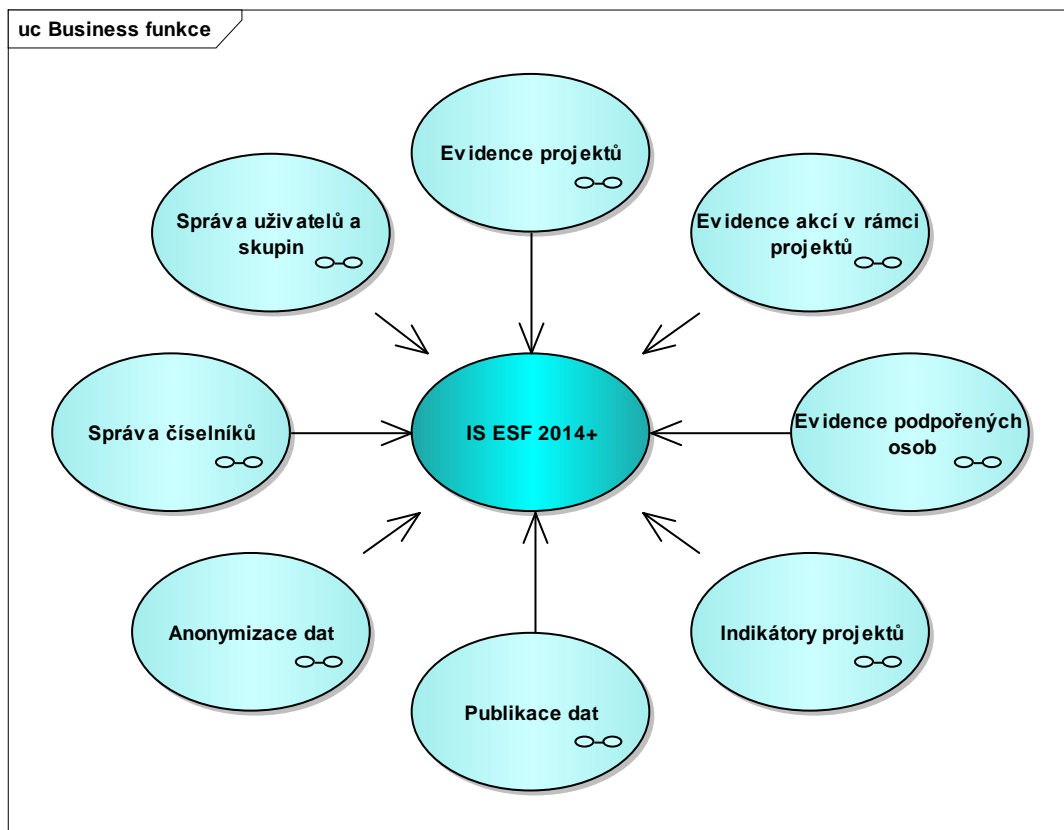 uc Business funkce
Evidence projektů
Správa uživatelů a
skupin
Evidence akcí v rámci
projektů
Správa číselníků
IS ESF 2014+
Evidence podpořených
osob
Anonymizace dat
Indikátory projektů
Publikace dat